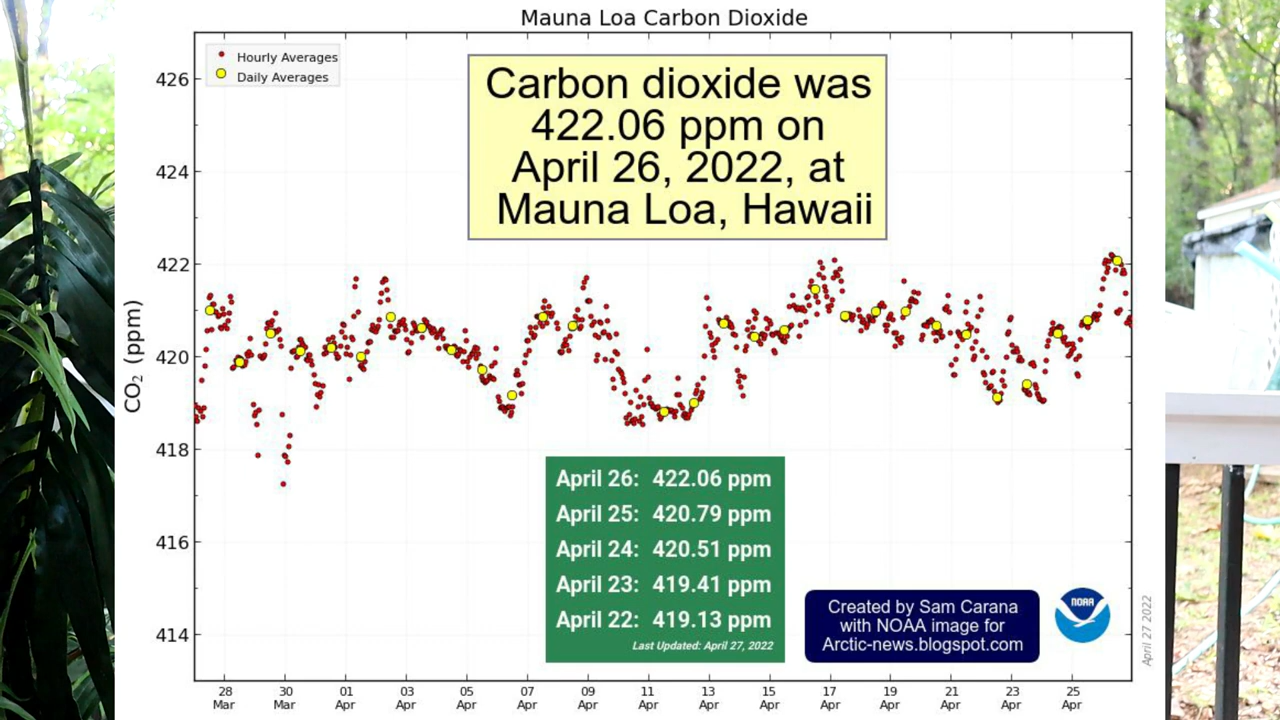 Mauna Loa Carbon Dioxide
Hourly Averages
Daily Averages
Carbon dioxide was
422.06 ppm on
April 26, 2022, at
Mauna Loa, Hawaii
CO₂ (ppm)
426
424
422
420
418
416
414
April 26: 422.06 ppm
April 25: 420.79 ppm
April 24: 420.51 ppm
April 23: 419.41 ppm
April 22: 419.13 ppm
Last Updated: April 27, 2022
Created by Sam Carana
with NOAA image for
Arctic-news.blogspot.com
NOAA
April 27 2022
28 30 01 03 05 07 09 11 13 15 17 19 21 23 25
Mar Mar Apr Apr Apr Apr Apr Apr Apr Apr Apr Apr Apr Apr Apr